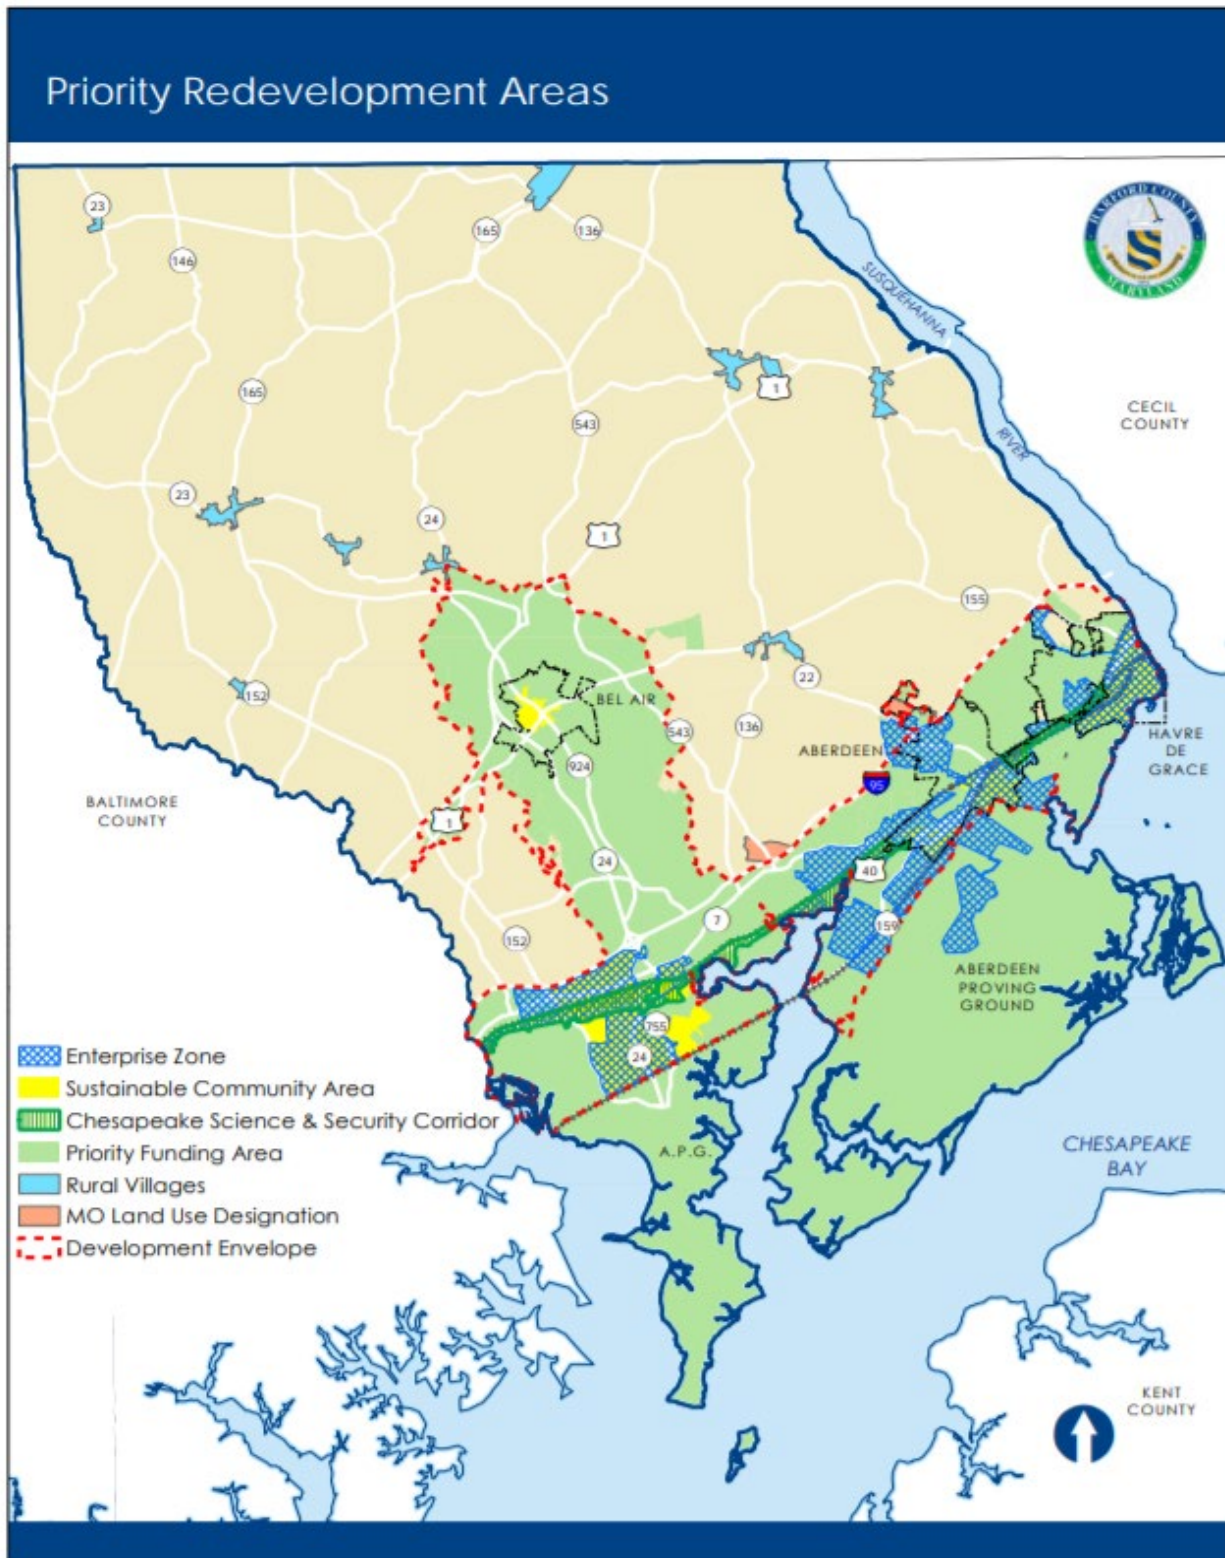 Priority Redevelopment Areas
HARFORD COUNTY
MARYLAND
23
165
136
146
SUSQUEHANNA
1
165
CECIL
COUNTY
543
RIVER
23
24
1
155
152
22
BEL AIR
543
136
ABERDEEN
HAVRE
DE
GRACE
924
95
BALTIMORE
COUNTY
1
24
40
7
159
152
ABERDEEN
PROVING
GROUND
755
24
Enterprise Zone
Sustainable Community Area
Chesapeake Science & Security Corridor
Priority Funding Area
Rural Villages
MO Land Use Designation
Development Envelope
A.P.G.
CHESAPEAKE
BAY
KENT
COUNTY